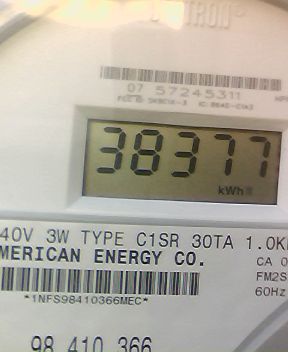 TRON
07 57245311
38377
kWh
40V 3W TYPE C1SR 30TA 1.0K
MERICAN ENERGY CO.
CA 0
FM2S
*1NFS98410366MEC*
60Hz
98 410 366